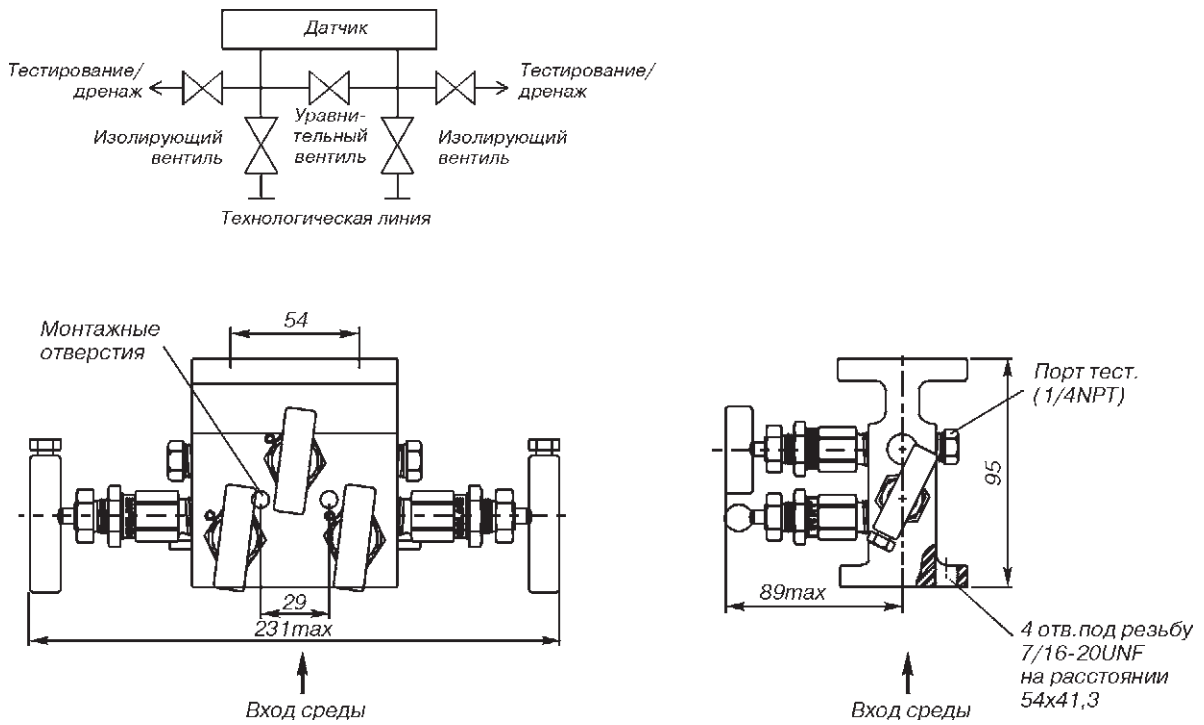 Датчик
Тестирование/
дренаж
Тестирование/
дренаж
Изолирующий
вентиль
Уравни-
тельный
вентиль
Изолирующий
вентиль
Технологическая линия
Монтажные
отверстия
54
29
231max
Вход среды
Порт тест.
(1/4NPT)
95
89max
4 отв.под резьбу
7/16-20UNF
на расстоянии
54x41,3
Вход среды